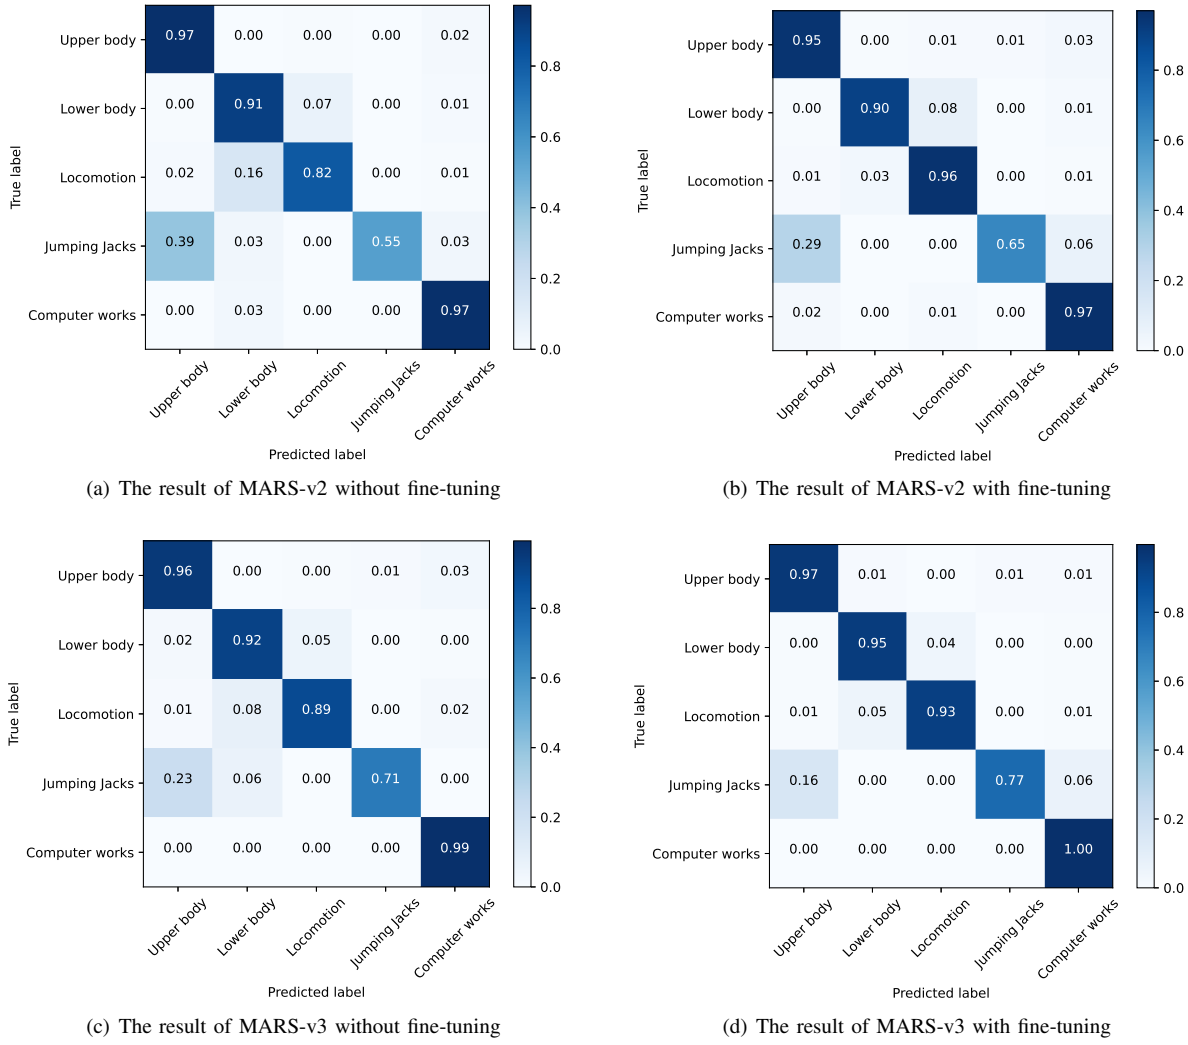 Upper body 0.97 0.00 0.00 0.00 0.02
Lower body 0.00 0.91 0.07 0.00 0.01
Locomotion 0.02 0.16 0.82 0.00 0.01
Jumping Jacks 0.39 0.03 0.00 0.55 0.03
Computer works 0.00 0.03 0.00 0.00 0.97
True label
Upper body Lower body Locomotion Jumping Jacks Computer works
Predicted label
0.8
0.6
0.4
0.2
0.0
(a) The result of MARS-v2 without fine-tuning
Upper body 0.95 0.00 0.01 0.01 0.03
Lower body 0.00 0.90 0.08 0.00 0.01
Locomotion 0.01 0.03 0.96 0.00 0.01
Jumping Jacks 0.29 0.00 0.00 0.65 0.06
Computer works 0.02 0.00 0.01 0.00 0.97
True label
Upper body Lower body Locomotion Jumping Jacks Computer works
Predicted label
0.8
0.6
0.4
0.2
0.0
(b) The result of MARS-v2 with fine-tuning
Upper body 0.96 0.00 0.00 0.01 0.03
Lower body 0.02 0.92 0.05 0.00 0.00
Locomotion 0.01 0.08 0.89 0.00 0.02
Jumping Jacks 0.23 0.06 0.00 0.71 0.00
Computer works 0.00 0.00 0.00 0.00 0.99
True label
Upper body Lower body Locomotion Jumping Jacks Computer works
Predicted label
0.8
0.6
0.4
0.2
0.0
(c) The result of MARS-v3 without fine-tuning
Upper body 0.97 0.01 0.00 0.01 0.01
Lower body 0.00 0.95 0.04 0.00 0.00
Locomotion 0.01 0.05 0.93 0.00 0.01
Jumping Jacks 0.16 0.00 0.00 0.77 0.06
Computer works 0.00 0.00 0.00 0.00 1.00
True label
Upper body Lower body Locomotion Jumping Jacks Computer works
Predicted label
0.8
0.6
0.4
0.2
0.0
(d) The result of MARS-v3 with fine-tuning